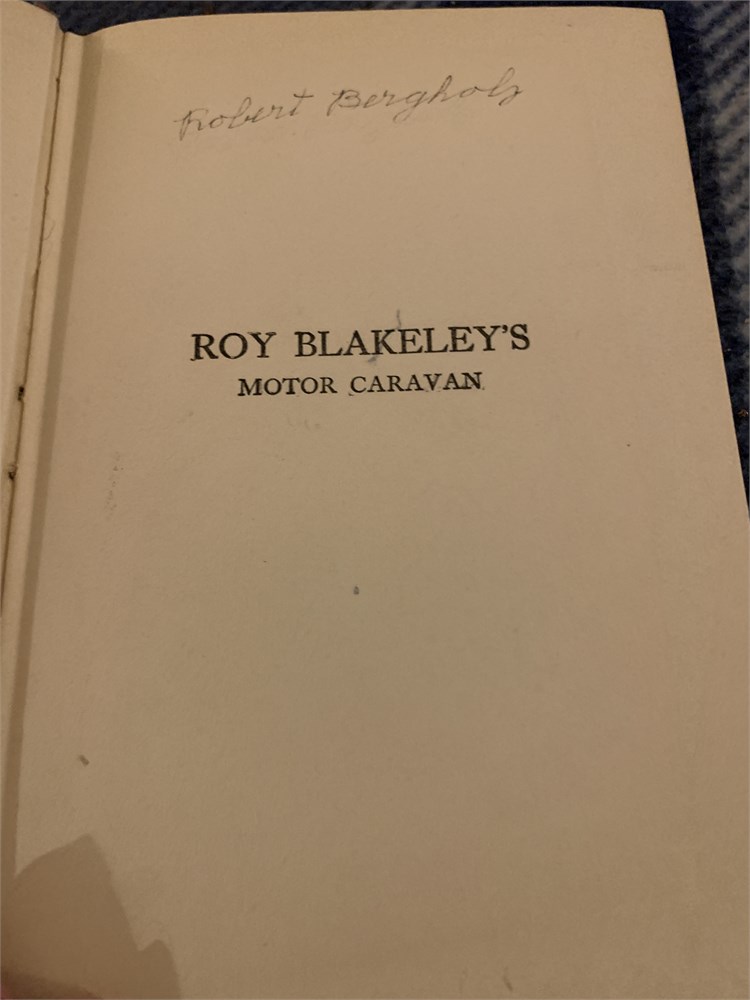 Robert Bergholz
ROY BLAKELEY'S
MOTOR CARAVAN